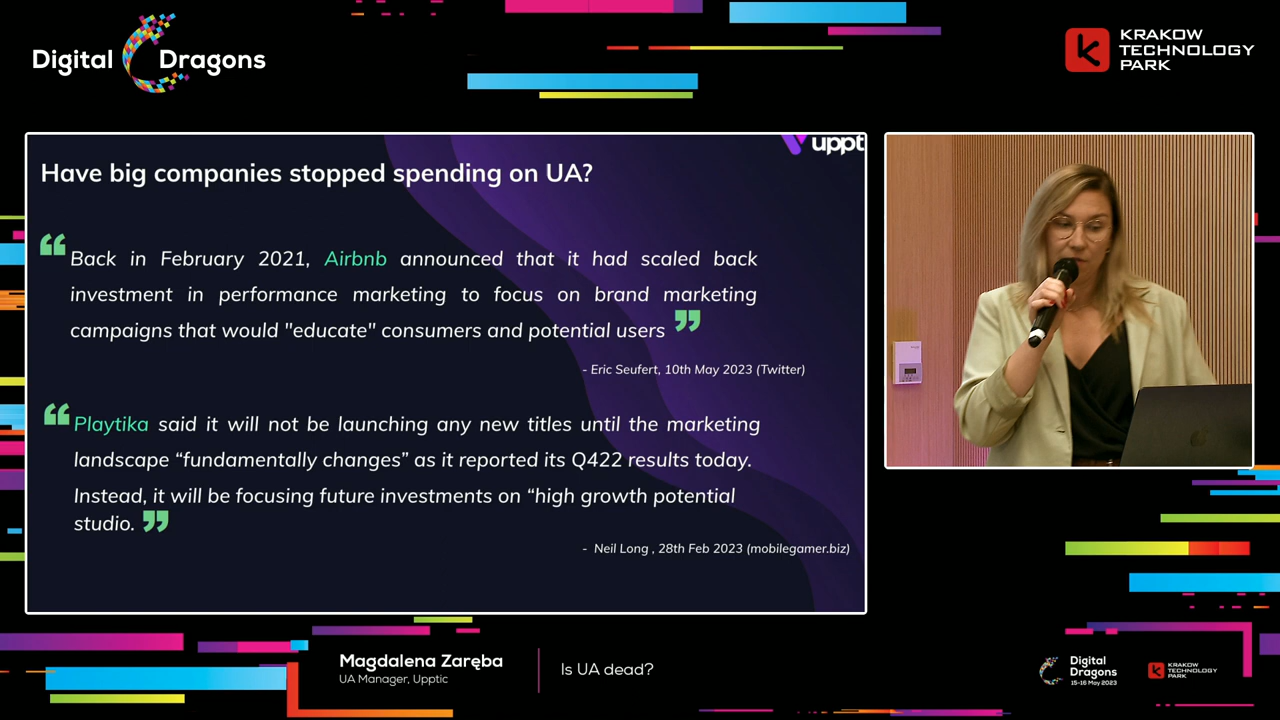 Digital Dragons
KRAKOW
TECHNOLOGY
PARK
uppt
Have big companies stopped spending on UA?
“Back in February 2021, Airbnb announced that it had scaled back
investment in performance marketing to focus on brand marketing
campaigns that would "educate" consumers and potential users”
- Eric Seufert, 10th May 2023 (Twitter)
“Playtika said it will not be launching any new titles until the marketing
landscape “fundamentally changes” as it reported its Q422 results today.
Instead, it will be focusing future investments on “high growth potential
studio.”
- Neil Long , 28th Feb 2023 (mobilegamer.biz)
Magdalena Zaręba
UA Manager, Upptic
Is UA dead?
Digital
Dragons
15-16 May 2023
KRAKOW
TECHNOLOGY
PARK